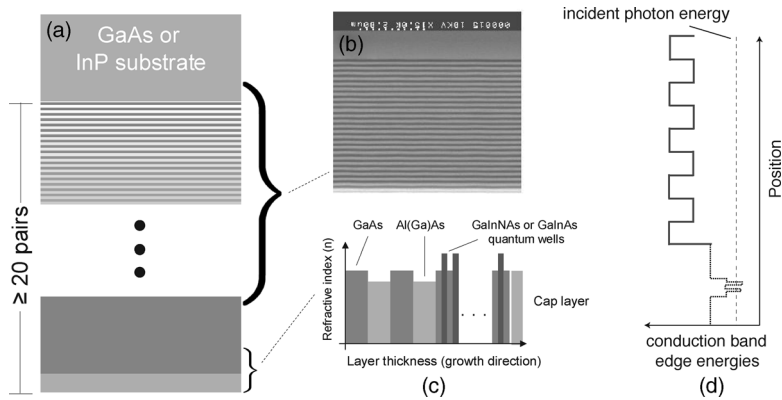 (a)
GaAs or
InP substrate
≥ 20 pairs
(b)
GaAs
Al(Ga)As
GaInNAs or GaInAs
quantum wells
Refractive index (n)
. . .
Cap layer
Layer thickness (growth direction)
(c)
incident photon energy
Position
conduction band
edge energies
(d)